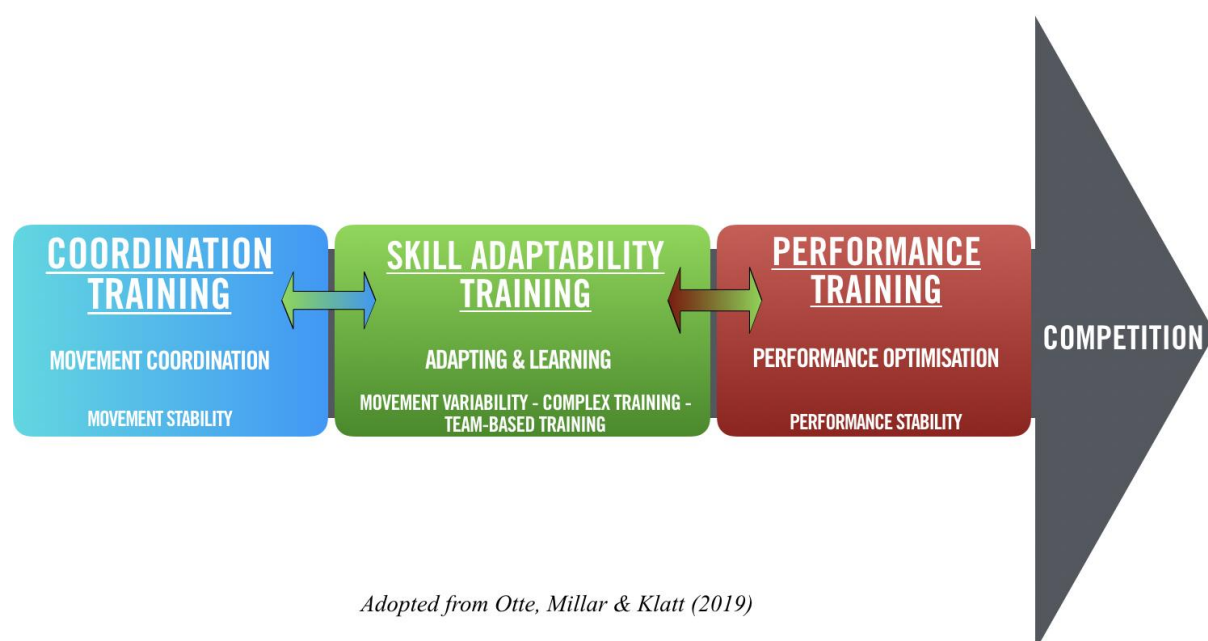 COORDINATION
TRAINING
MOVEMENT COORDINATION
MOVEMENT STABILITY
SKILL ADAPTABILITY
TRAINING
ADAPTING & LEARNING
MOVEMENT VARIABILITY - COMPLEX TRAINING -
TEAM-BASED TRAINING
PERFORMANCE
TRAINING
PERFORMANCE OPTIMISATION
PERFORMANCE STABILITY
COMPETITION
Adopted from Otte, Millar & Klatt (2019)